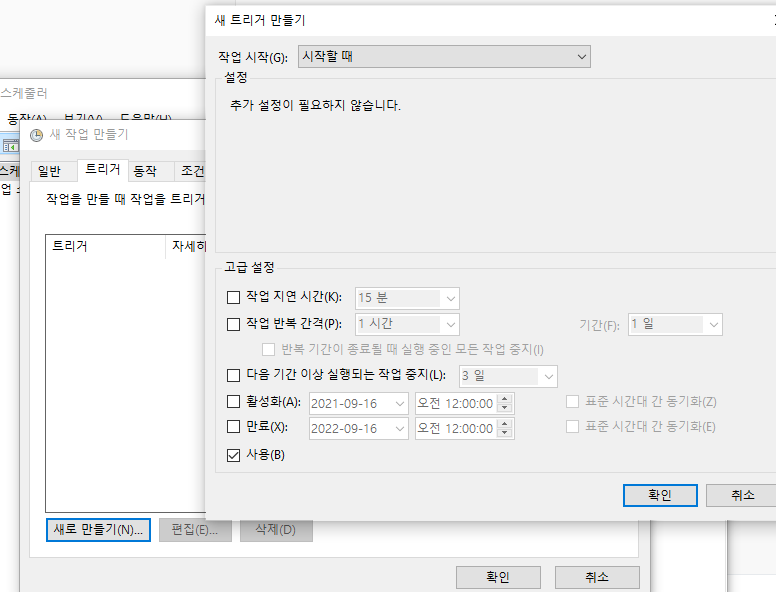 새 트리거 만들기
작업 시작(G): 시작할 때
설정
추가 설정이 필요하지 않습니다.
스케줄러
동작(A) 보기(V) 도움말(H)
새 작업 만들기
일반 트리거 동작 조건
스케
업 스
작업을 만들 때 작업을 트리거
트리거 자세히
고급 설정
작업 지연 시간(K): 15 분
작업 반복 간격(P): 1 시간 기간(F): 1 일
반복 기간이 종료될 때 실행 중인 모든 작업 중지(I)
다음 기간 이상 실행되는 작업 중지(L): 3 일
활성화(A): 2021-09-16 오전 12:00:00 표준 시간대 간 동기화(Z)
만료(X): 2022-09-16 오전 12:00:00 표준 시간대 간 동기화(E)
사용(B)
확인 취소
새로 만들기(N)... 편집(E)... 삭제(D)
확인 취소